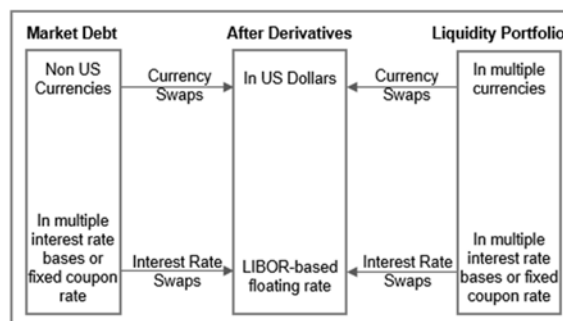 Market Debt
After Derivatives
Liquidity Portfolio
Non US
Currencies
Currency
Swaps
In US Dollars
Currency
Swaps
In multiple
currencies
In multiple
interest rate
bases or
fixed coupon
rate
Interest Rate
Swaps
LIBOR-based
floating rate
Interest Rate
Swaps
In multiple
interest rate
bases or fixed
coupon rate